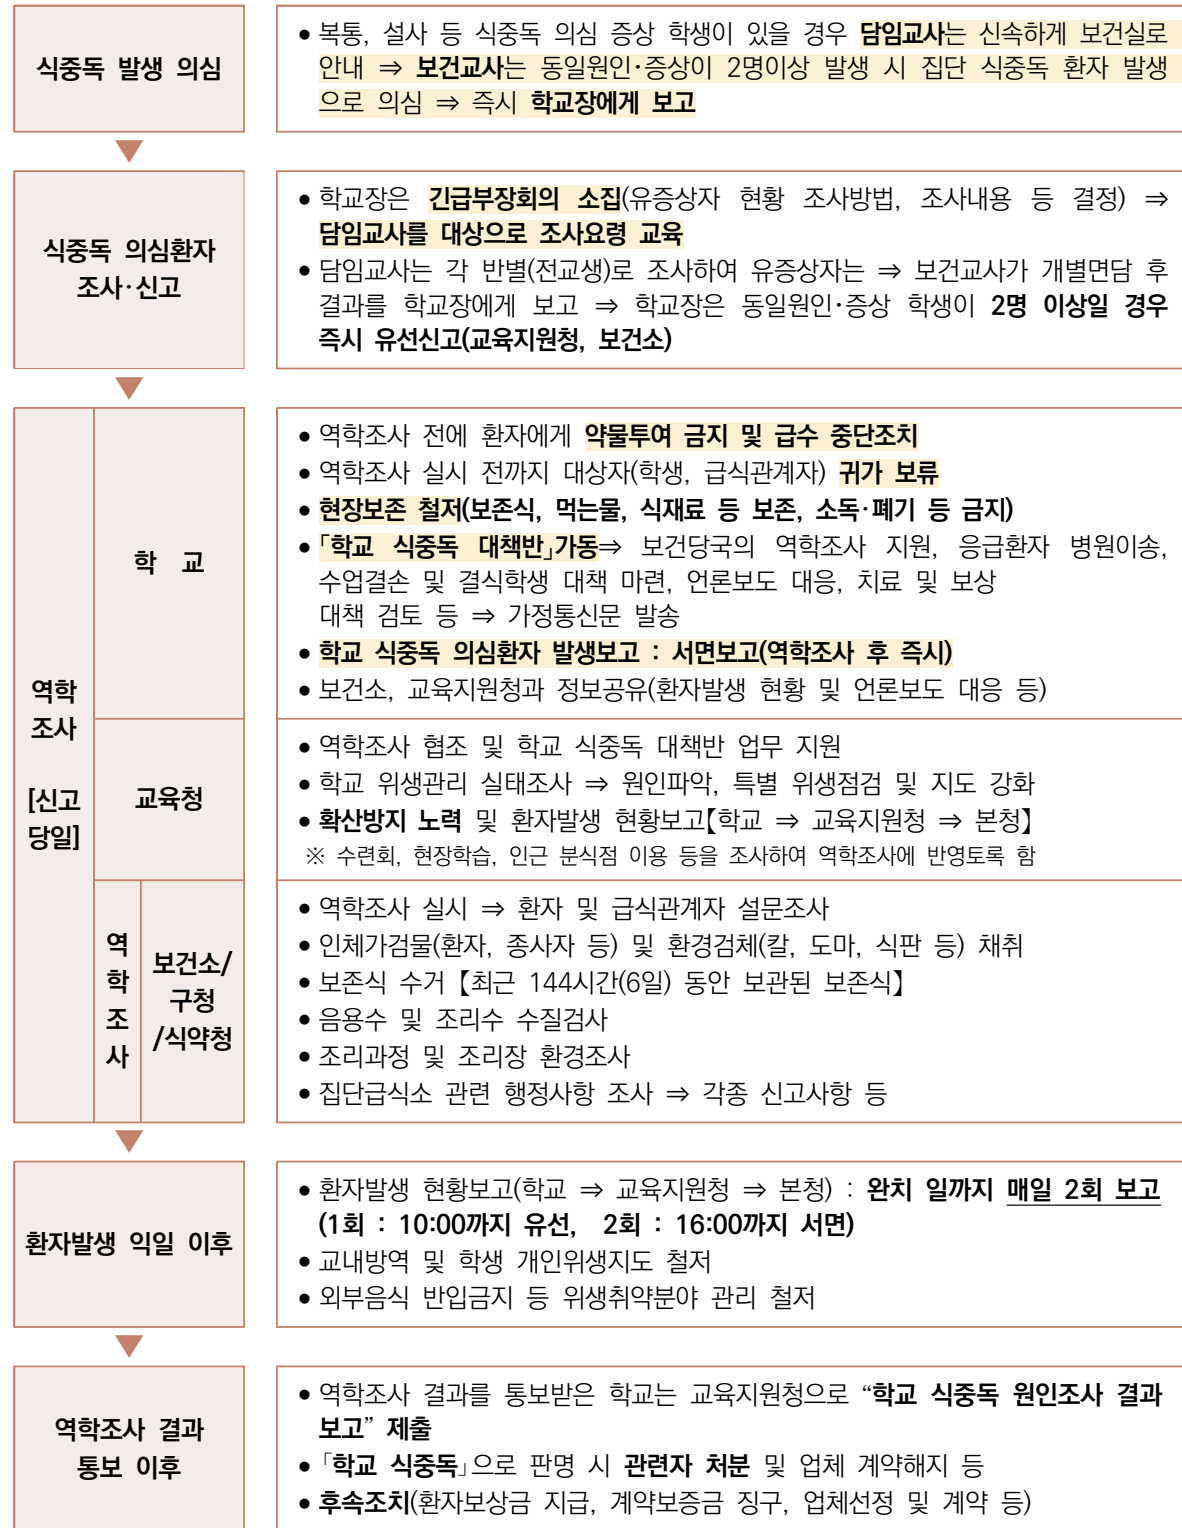 식중독 발생 의심
● 복통, 설사 등 식중독 의심 증상 학생이 있을 경우 담임교사는 신속하게 보건실로
안내 ⇒ 보건교사는 동일원인·증상이 2명이상 발생 시 집단 식중독 환자 발생
으로 의심 ⇒ 즉시 학교장에게 보고
▼
식중독 의심환자
조사·신고
● 학교장은 긴급부장회의 소집(유증상자 현황 조사방법, 조사내용 등 결정) ⇒
담임교사를 대상으로 조사요령 교육
● 담임교사는 각 반별(전교생)로 조사하여 유증상자는 ⇒ 보건교사가 개별면담 후
결과를 학교장에게 보고 ⇒ 학교장은 동일원인·증상 학생이 2명 이상일 경우
즉시 유선신고(교육지원청, 보건소)
▼
역학
조사
[신고
당일]
학 교
● 역학조사 전에 환자에게 약물투여 금지 및 급수 중단조치
● 역학조사 실시 전까지 대상자(학생, 급식관계자) 귀가 보류
● 현장보존 철저(보존식, 먹는물, 식재료 등 보존, 소독·폐기 등 금지)
● 「학교 식중독 대책반」가동⇒ 보건당국의 역학조사 지원, 응급환자 병원이송,
수업결손 및 결식학생 대책 마련, 언론보도 대응, 치료 및 보상
대책 검토 등 ⇒ 가정통신문 발송
● 학교 식중독 의심환자 발생보고 : 서면보고(역학조사 후 즉시)
● 보건소, 교육지원청과 정보공유(환자발생 현황 및 언론보도 대응 등)
교육청
● 역학조사 협조 및 학교 식중독 대책반 업무 지원
● 학교 위생관리 실태조사 ⇒ 원인파악, 특별 위생점검 및 지도 강화
● 확산방지 노력 및 환자발생 현황보고【학교 ⇒ 교육지원청 ⇒ 본청】
※ 수련회, 현장학습, 인근 분식점 이용 등을 조사하여 역학조사에 반영토록 함
역
학
조
사
보건소/
구청
/식약청
● 역학조사 실시 ⇒ 환자 및 급식관계자 설문조사
● 인체가검물(환자, 종사자 등) 및 환경검체(칼, 도마, 식판 등) 채취
● 보존식 수거【최근 144시간(6일) 동안 보관된 보존식】
● 음용수 및 조리수 수질검사
● 조리과정 및 조리장 환경조사
● 집단급식소 관련 행정사항 조사 ⇒ 각종 신고사항 등
▼
환자발생 익일 이후
● 환자발생 현황보고(학교 ⇒ 교육지원청 ⇒ 본청) : 완치 일까지 매일 2회 보고
(1회 : 10:00까지 유선, 2회 : 16:00까지 서면)
● 교내방역 및 학생 개인위생지도 철저
● 외부음식 반입금지 등 위생취약분야 관리 철저
▼
역학조사 결과
통보 이후
● 역학조사 결과를 통보받은 학교는 교육지원청으로 “학교 식중독 원인조사 결과
보고” 제출
● 「학교 식중독」으로 판명 시 관련자 처분 및 업체 계약해지 등
● 후속조치(환자보상금 지급, 계약보증금 징구, 업체선정 및 계약 등)